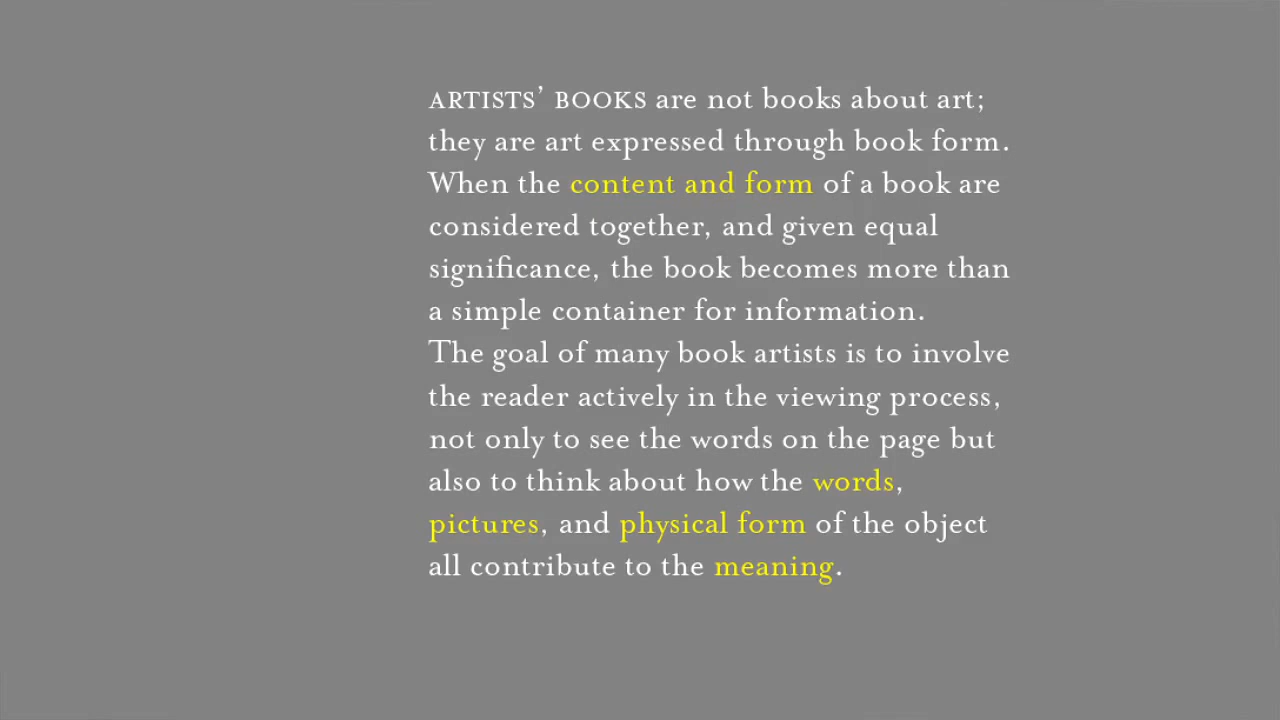 ARTISTS’ BOOKS are not books about art;
they are art expressed through book form.
When the content and form of a book are
considered together, and given equal
significance, the book becomes more than
a simple container for information.
The goal of many book artists is to involve
the reader actively in the viewing process,
not only to see the words on the page but
also to think about how the words,
pictures, and physical form of the object
all contribute to the meaning.